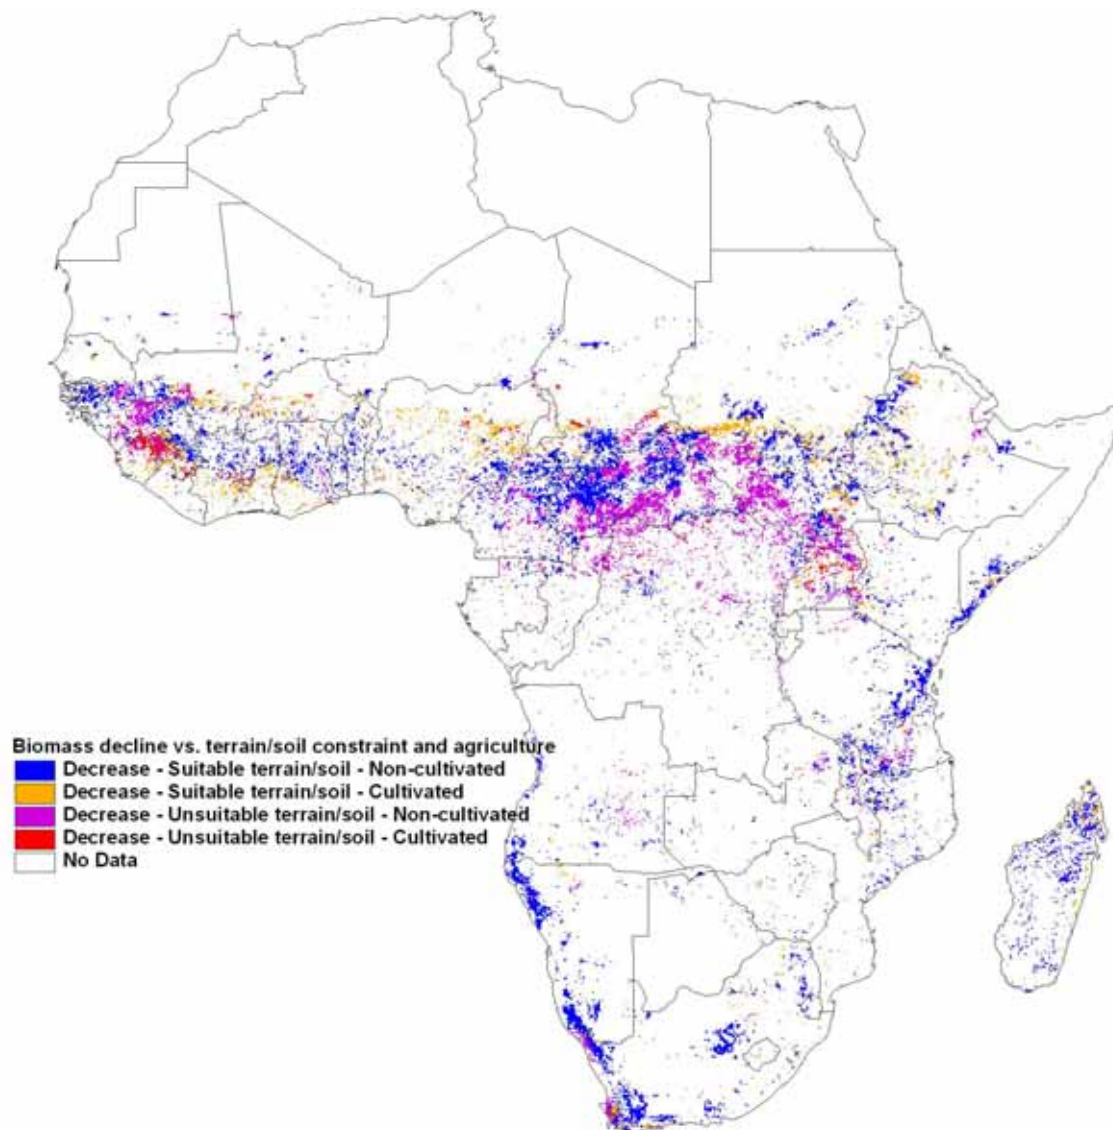 Biomass decline vs. terrain/soil constraint and agriculture
Decrease - Suitable terrain/soil - Non-cultivated
Decrease - Suitable terrain/soil - Cultivated
Decrease - Unsuitable terrain/soil - Non-cultivated
Decrease - Unsuitable terrain/soil - Cultivated
No Data